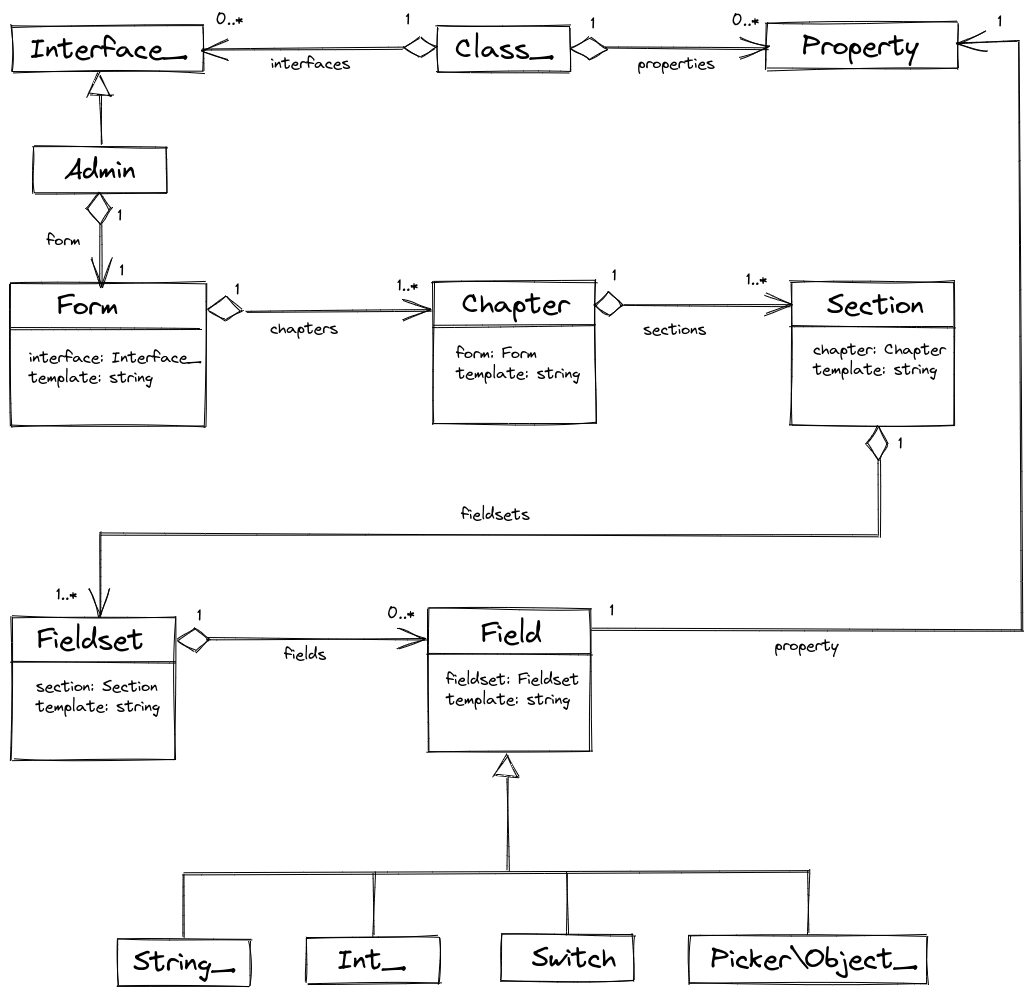 0..*
1
1
0..*
1
Interface_
interfaces
Class_
properties
Property
Admin
1
form
1
Form
interface: Interface_
template: string
1
chapters
1..*
Chapter
form: Form
template: string
1
sections
1..*
Section
chapter: Chapter
template: string
1
fieldsets
1..*
Fieldset
section: Section
template: string
1
fields
0..*
Field
fieldset: Fieldset
template: string
1
property
String_
Int_
Switch
Picker\Object_